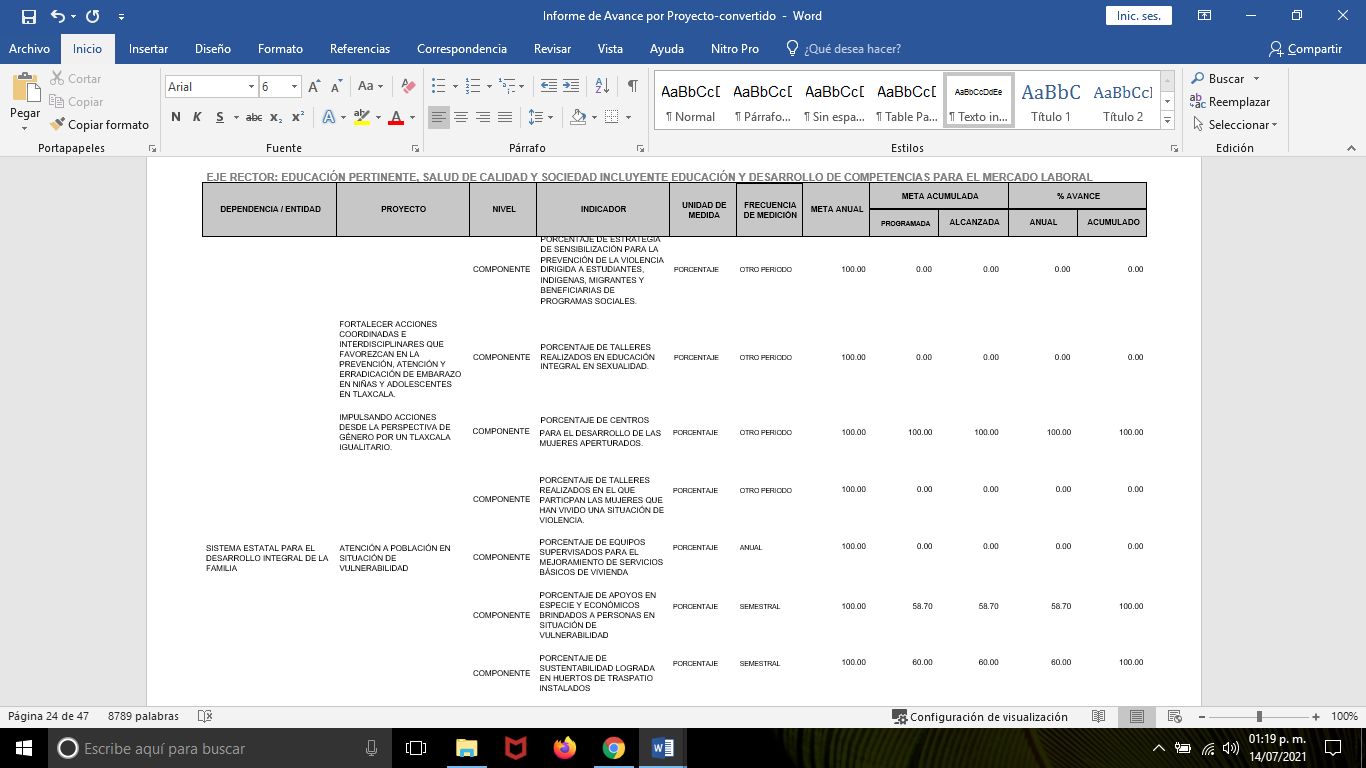 Informe de Avance por Proyecto-convertido - Word
Inic. ses.
Archivo Inicio Insertar Diseño Formato Referencias Correspondencia Revisar Vista Ayuda Nitro Pro ¿Qué desea hacer? Compartir
Pegar
Cortar
Copiar
Copiar formato
Portapapeles
Arial 6
N K S abc x₂ x²
Fuente
Párrafo
AaBbCcD AaBbCcD AaBbCcD AaBbCcD AaBbCcDdEe AaBbC AaBbCcI
¶ Normal ¶ Párrafo... ¶ Sin espa... ¶ Table Pa... ¶ Texto in... Título 1 Título 2
Estilos
Buscar
Reemplazar
Seleccionar
Edición
EJE RECTOR: EDUCACIÓN PERTINENTE, SALUD DE CALIDAD Y SOCIEDAD INCLUYENTE EDUCACIÓN Y DESARROLLO DE COMPETENCIAS PARA EL MERCADO LABORAL
DEPENDENCIA / ENTIDAD
PROYECTO
NIVEL
INDICADOR
UNIDAD DE
MEDIDA
FRECUENCIA
DE MEDICIÓN
META ANUAL
META ACUMULADA
PROGRAMADA ALCANZADA
% AVANCE
ANUAL ACUMULADO
COMPONENTE
PORCENTAJE DE ESTRATEGIA
DE SENSIBILIZACIÓN PARA LA
PREVENCIÓN DE LA VIOLENCIA
DIRIGIDA A ESTUDIANTES,
INDIGENAS, MIGRANTES Y
BENEFICIARIAS DE
PROGRAMAS SOCIALES.
PORCENTAJE OTRO PERIODO 100.00 0.00 0.00 0.00 0.00
FORTALECER ACCIONES
COORDINADAS E
INTERDISCIPLINARES QUE
FAVOREZCAN EN LA
PREVENCIÓN, ATENCIÓN Y
ERRADICACIÓN DE EMBARAZO
EN NIÑAS Y ADOLESCENTES
EN TLAXCALA.
COMPONENTE
PORCENTAJE DE TALLERES
REALIZADOS EN EDUCACIÓN
INTEGRAL EN SEXUALIDAD.
PORCENTAJE OTRO PERIODO 100.00 0.00 0.00 0.00 0.00
IMPULSANDO ACCIONES
DESDE LA PERSPECTIVA DE
GÉNERO POR UN TLAXCALA
IGUALITARIO.
COMPONENTE
PORCENTAJE DE CENTROS
PARA EL DESARROLLO DE LAS
MUJERES APERTURADOS.
PORCENTAJE OTRO PERIODO 100.00 100.00 100.00 100.00 100.00
COMPONENTE
PORCENTAJE DE TALLERES
REALIZADOS EN EL QUE
PARTICPAN LAS MUJERES QUE
HAN VIVIDO UNA SITUACIÓN DE
VIOLENCIA.
PORCENTAJE OTRO PERIODO 100.00 0.00 0.00 0.00 0.00
SISTEMA ESTATAL PARA EL
DESARROLLO INTEGRAL DE LA
FAMILIA
ATENCIÓN A POBLACIÓN EN
SITUACIÓN DE
VULNERABILIDAD
COMPONENTE
PORCENTAJE DE EQUIPOS
SUPERVISADOS PARA EL
MEJORAMIENTO DE SERVICIOS
BÁSICOS DE VIVIENDA
PORCENTAJE ANUAL 100.00 0.00 0.00 0.00 0.00
COMPONENTE
PORCENTAJE DE APOYOS EN
ESPECIE Y ECONÓMICOS
BRINDADOS A PERSONAS EN
SITUACIÓN DE
VULNERABILIDAD
PORCENTAJE SEMESTRAL 100.00 58.70 58.70 58.70 100.00
COMPONENTE
PORCENTAJE DE
SUSTENTABILIDAD LOGRADA
EN HUERTOS DE TRASPATIO
INSTALADOS
PORCENTAJE SEMESTRAL 100.00 60.00 60.00 60.00 100.00
Página 24 de 47 8789 palabras Configuración de visualización 100%
Escribe aquí para buscar
01:19 p. m.
14/07/2021